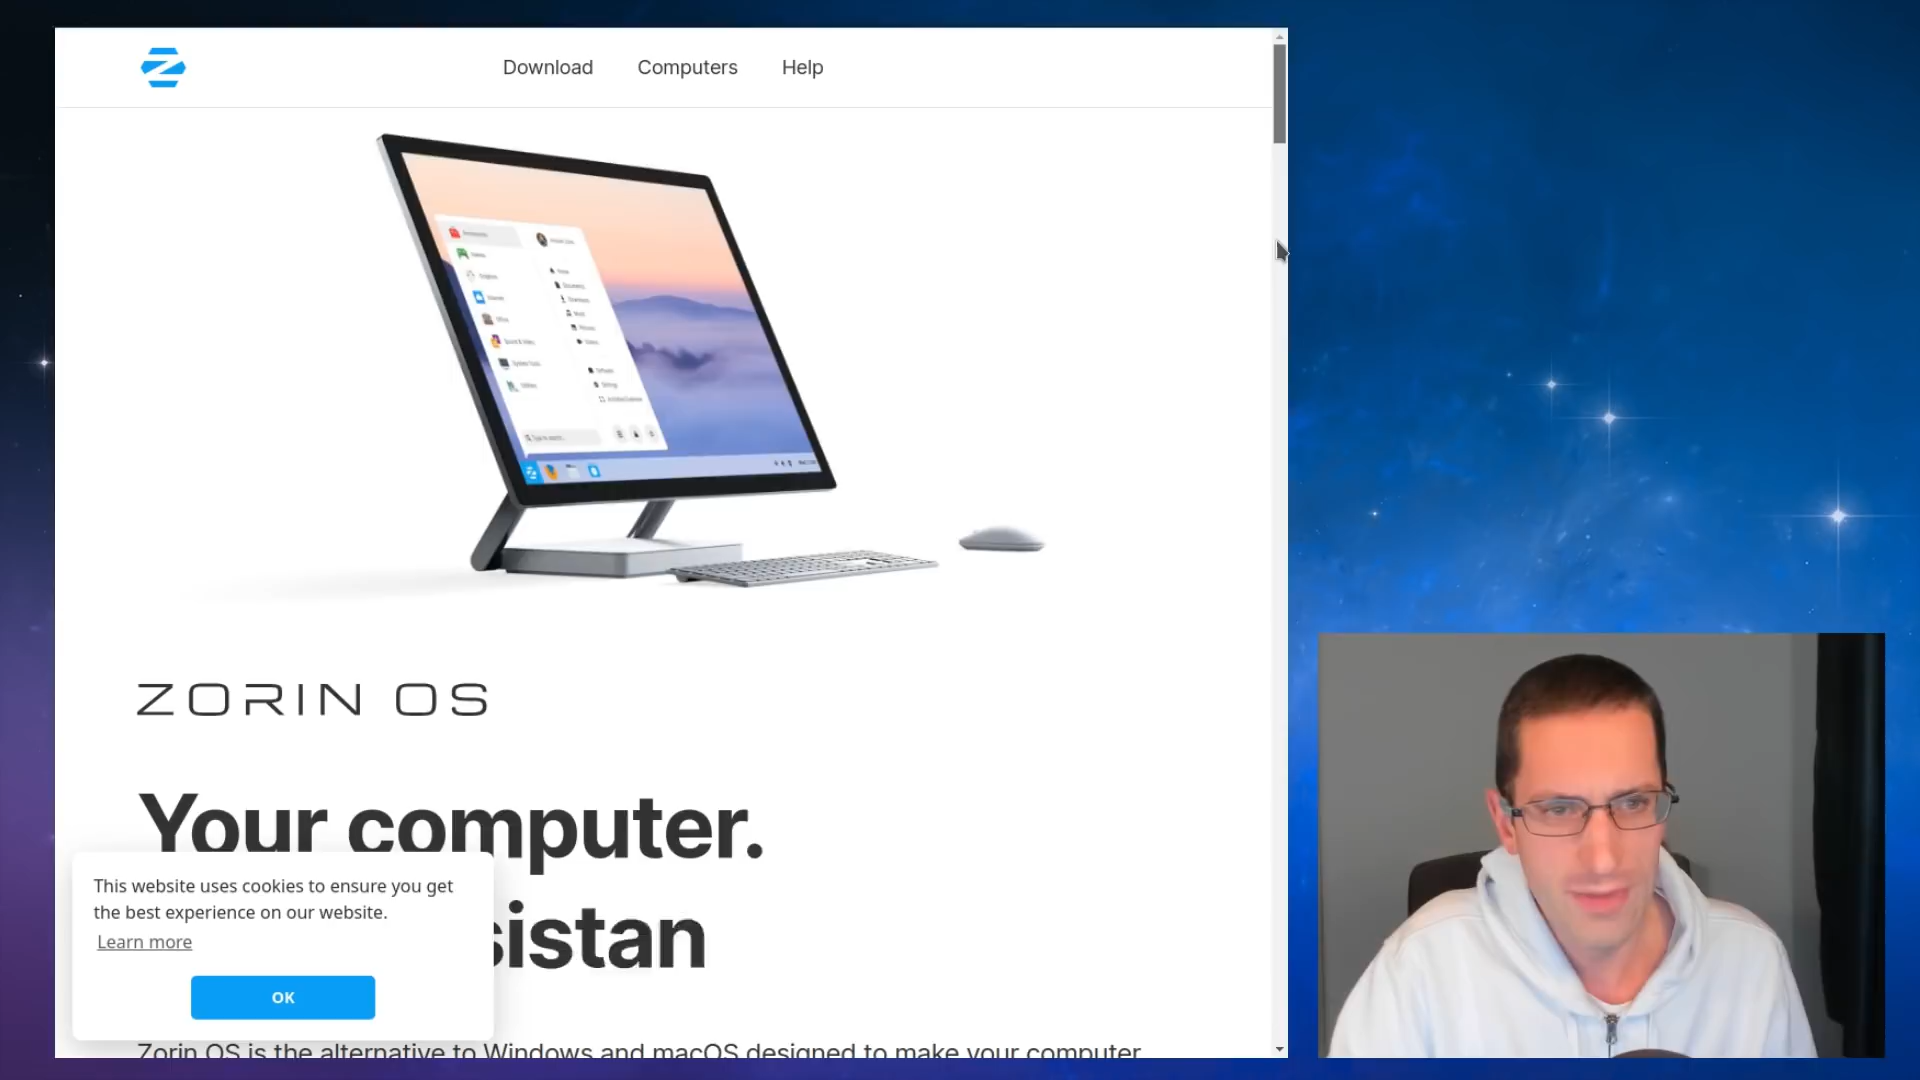 Download Computers Help
ZORIN OS
Your computer.
sistan
This website uses cookies to ensure you get
the best experience on our website.
Learn more
OK
Zorin OS is the alternative to Windows and macOS designed to make your computer